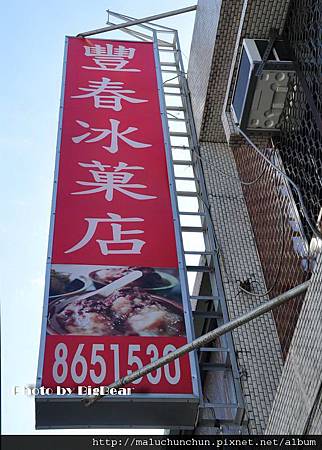 豐春冰菓店
8651530
Photo by BigBear
http://maluchunchun.pixnet.net/album